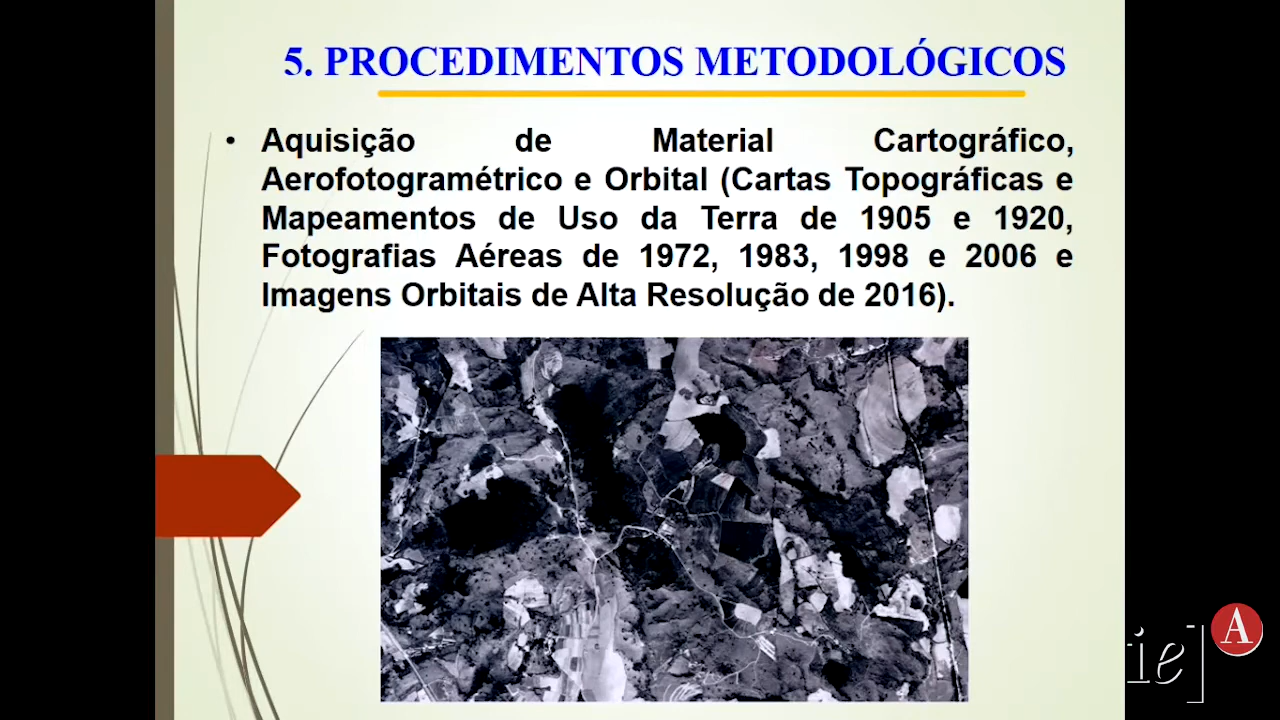 5. PROCEDIMENTOS METODOLÓGICOS
• Aquisição de Material Cartográfico,
Aerofotogramétrico e Orbital (Cartas Topográficas e
Mapeamentos de Uso da Terra de 1905 e 1920,
Fotografias Aéreas de 1972, 1983, 1998 e 2006 e
Imagens Orbitais de Alta Resolução de 2016).
A
ie]